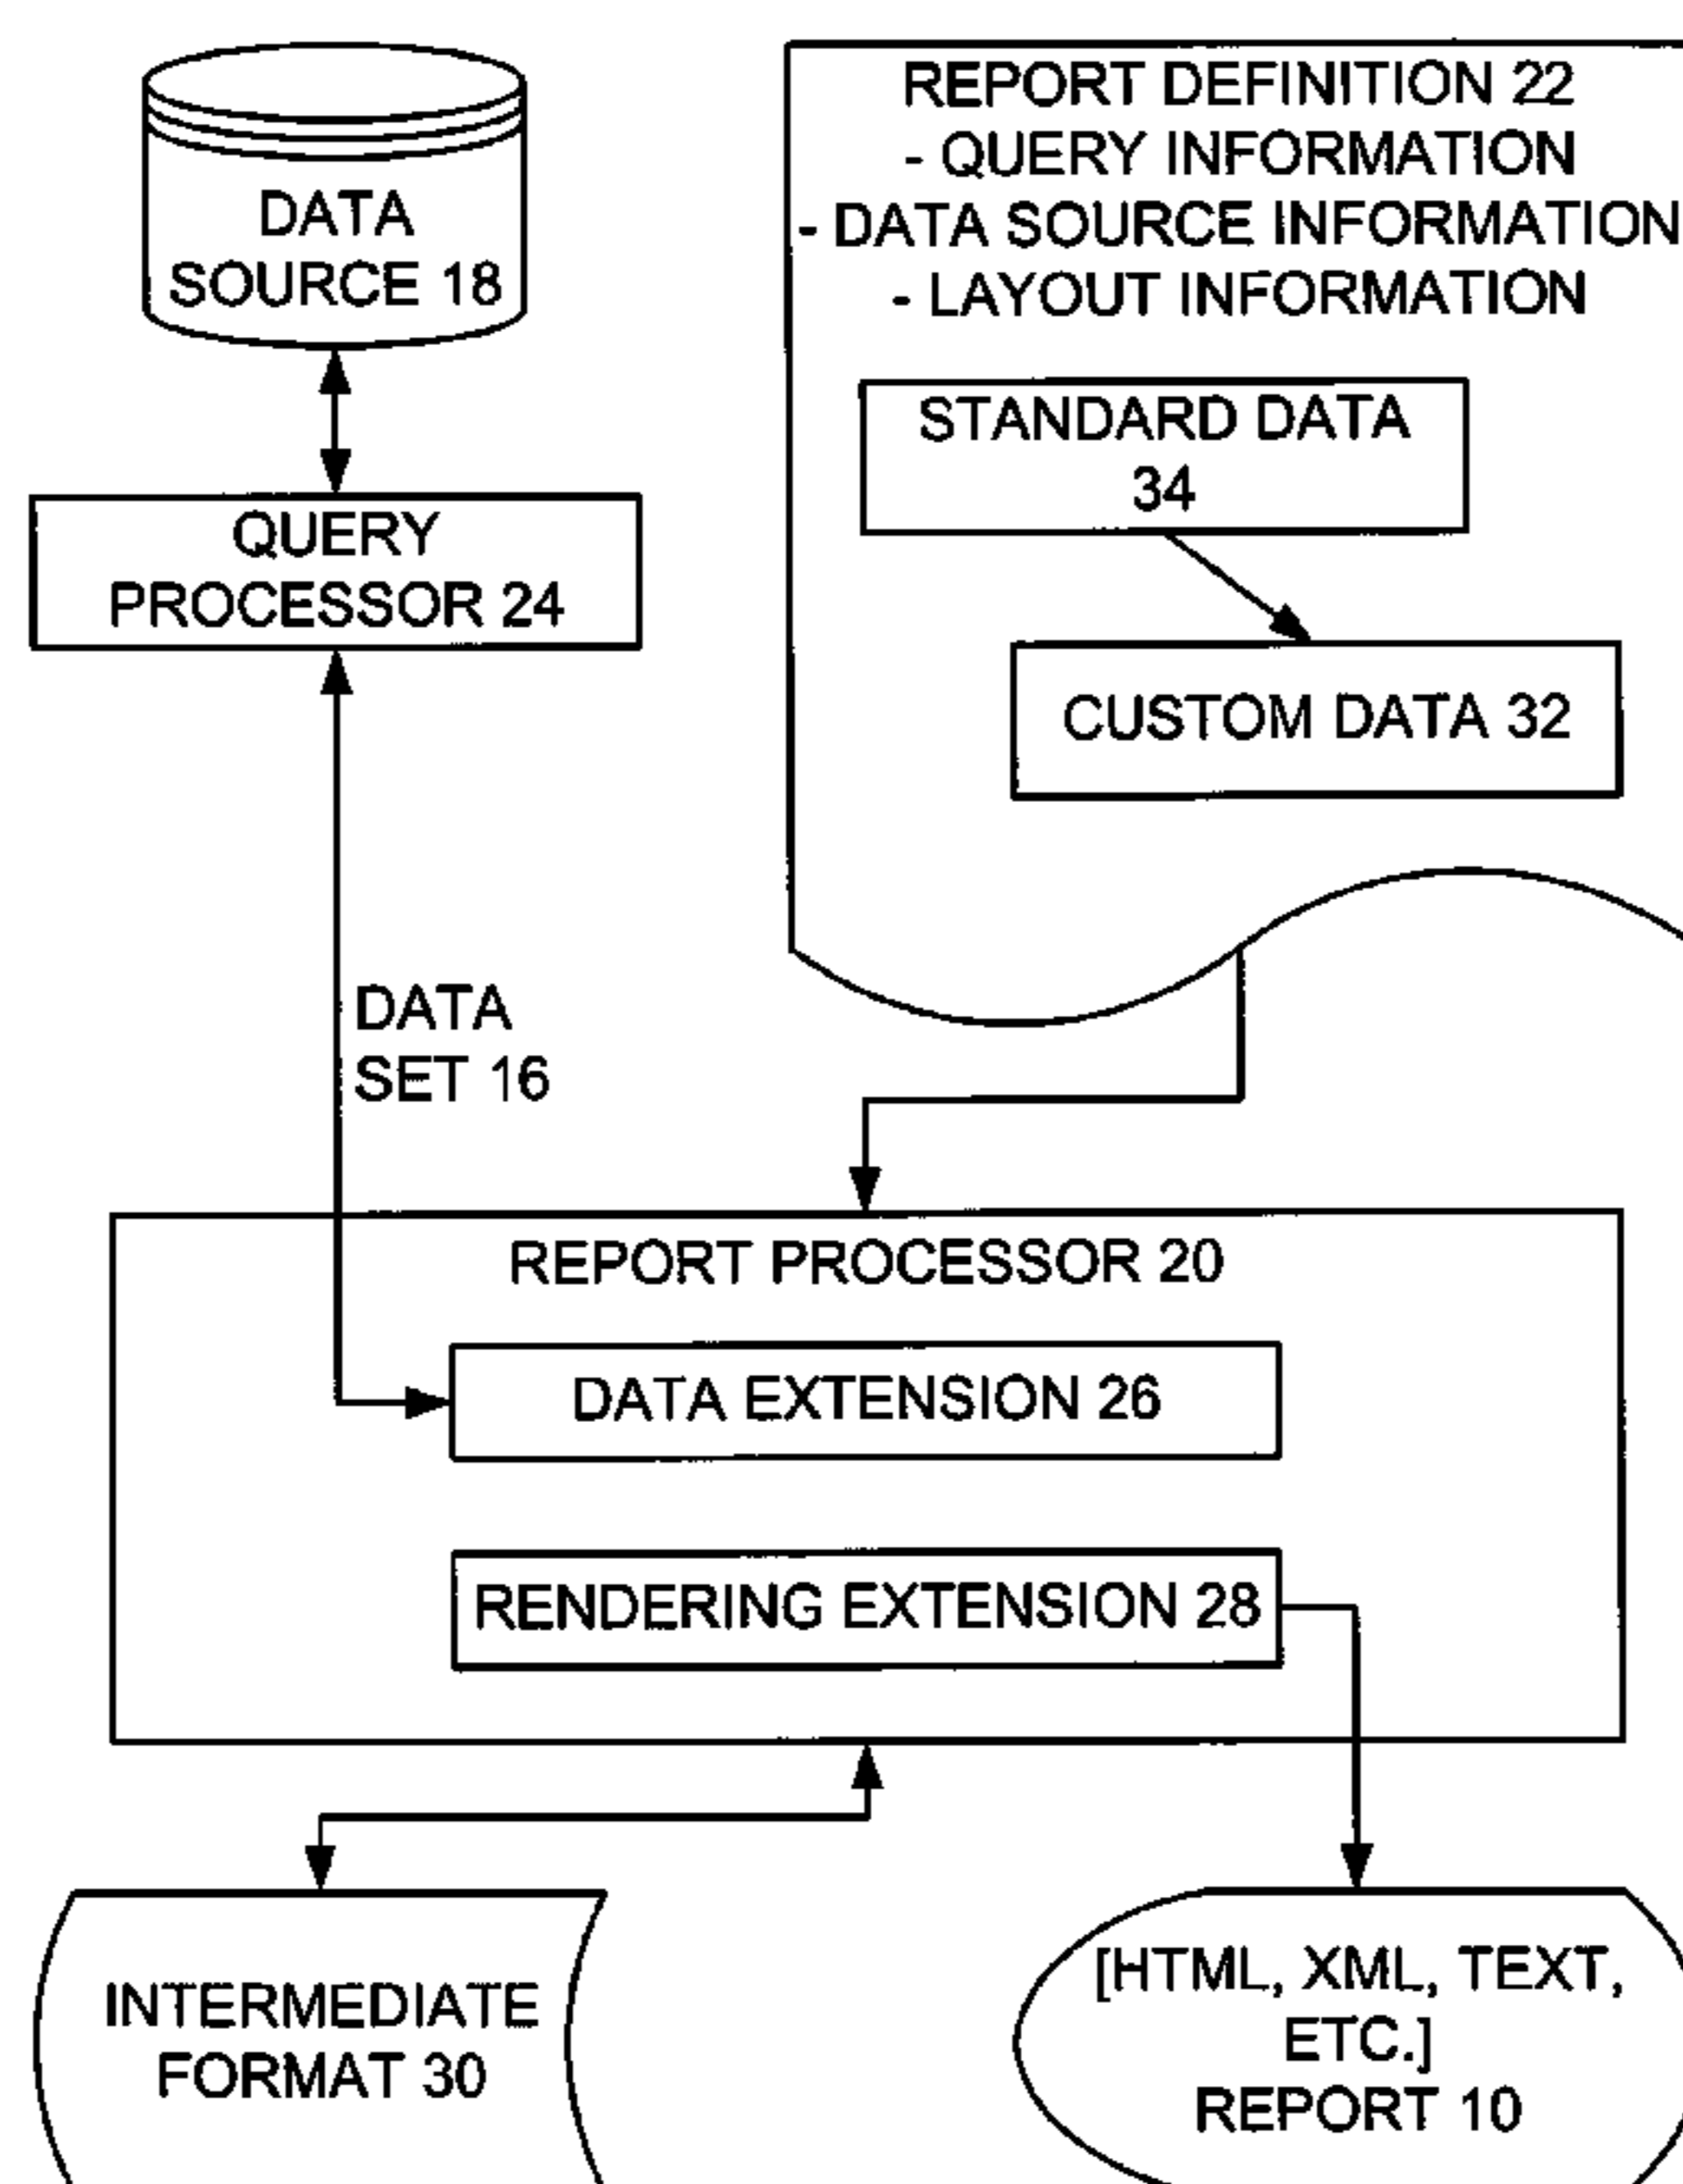 DATA
SOURCE 18
REPORT DEFINITION 22
- QUERY INFORMATION
- DATA SOURCE INFORMATION
- LAYOUT INFORMATION
STANDARD DATA
34
QUERY
PROCESSOR 24
CUSTOM DATA 32
DATA
SET 16
REPORT PROCESSOR 20
DATA EXTENSION 26
RENDERING EXTENSION 28
INTERMEDIATE
FORMAT 30
[HTML, XML, TEXT,
ETC.]
REPORT 10